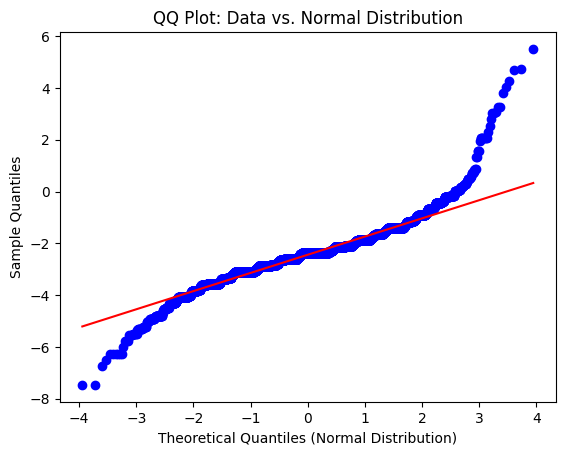 QQ Plot: Data vs. Normal Distribution
Sample Quantiles
6
4
2
0
−2
−4
−6
−8
−4 −3 −2 −1 0 1 2 3 4
Theoretical Quantiles (Normal Distribution)